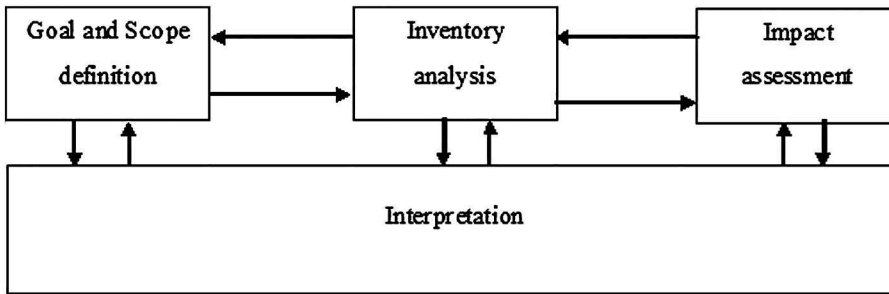 Goal and Scope
definition
Inventory
analysis
Impact
assessment
Interpretation